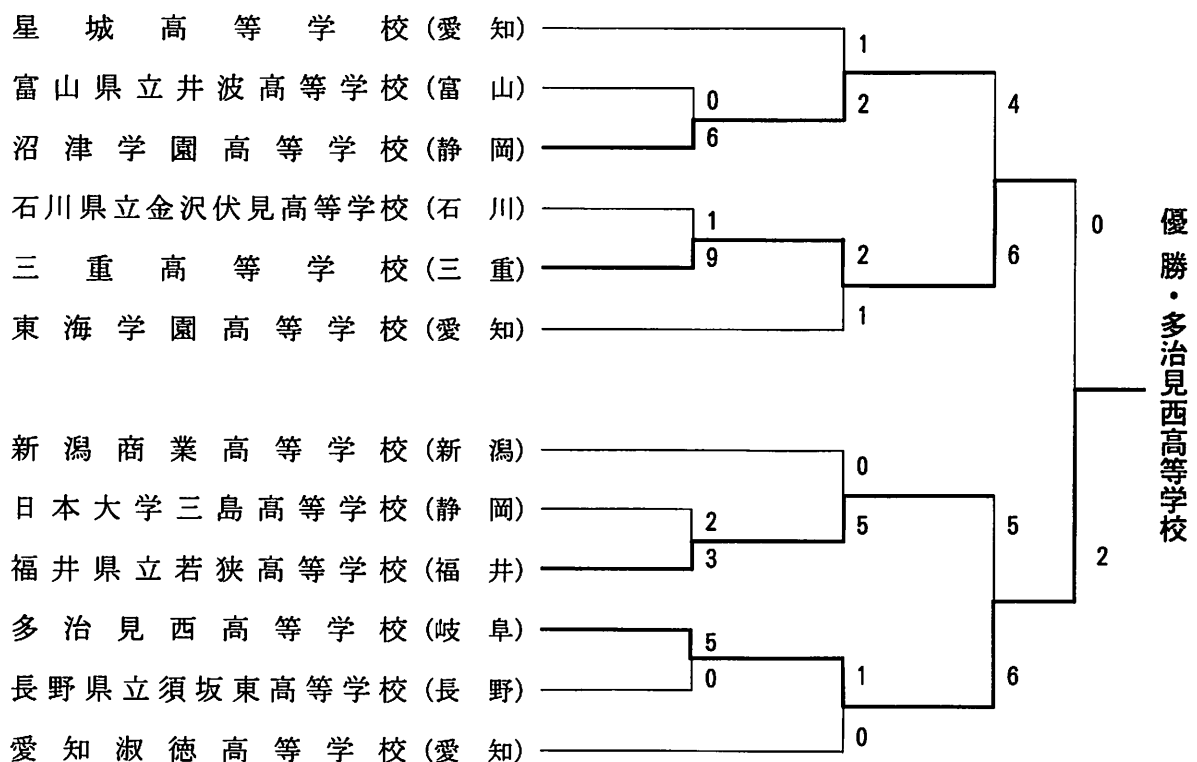 星城高等学校(愛知)
富山県立井波高等学校(富山)
沼津学園高等学校(静岡)
石川県立金沢伏見高等学校(石川)
三重高等学校(三重)
東海学園高等学校(愛知)
新潟商業高等学校(新潟)
日本大学三島高等学校(静岡)
福井県立若狭高等学校(福井)
多治見西高等学校(岐阜)
長野県立須坂東高等学校(長野)
愛知淑徳高等学校(愛知)
0
6
1
9
2
3
5
0
1
2
2
1
0
5
1
0
4
6
5
6
0
2
優勝・多治見西高等学校